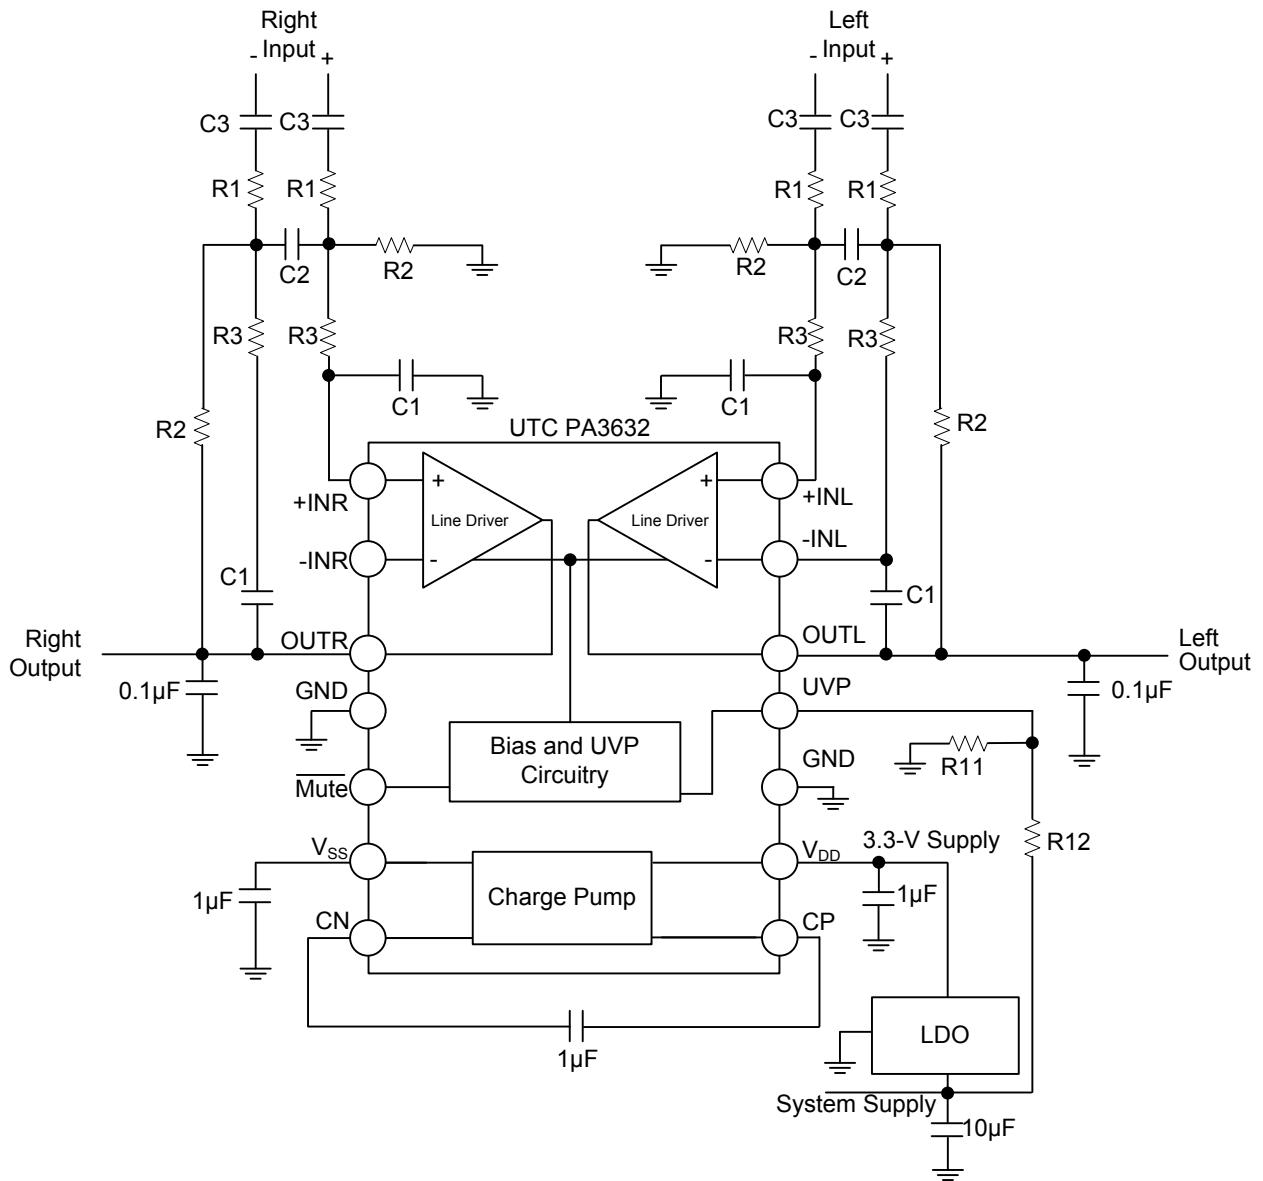 Right
Input
- +
Left
Input
- +
C3 C3
C3 C3
R1 R1
R1 R1
C2
R2
R2
C2
R3 R3
R3 R3
C1
C1
R2
R2
UTC PA3632
+INR
+
Line Driver
-
+
Line Driver
-
+INL
-INR
-INL
C1
C1
Right
Output
OUTR
OUTL
Left
Output
0.1µF
GND
UVP
0.1µF
Bias and UVP
Circuitry
GND
R11
Mute
VSS
VDD
3.3-V Supply
R12
1µF
Charge Pump
1µF
CN
CP
1µF
LDO
System Supply
10µF